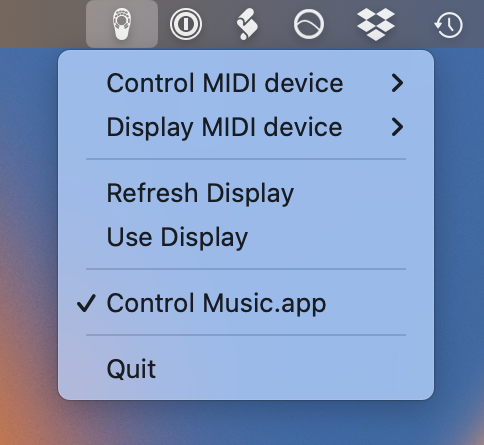 Control MIDI device
Display MIDI device
Refresh Display
Use Display
Control Music.app
Quit